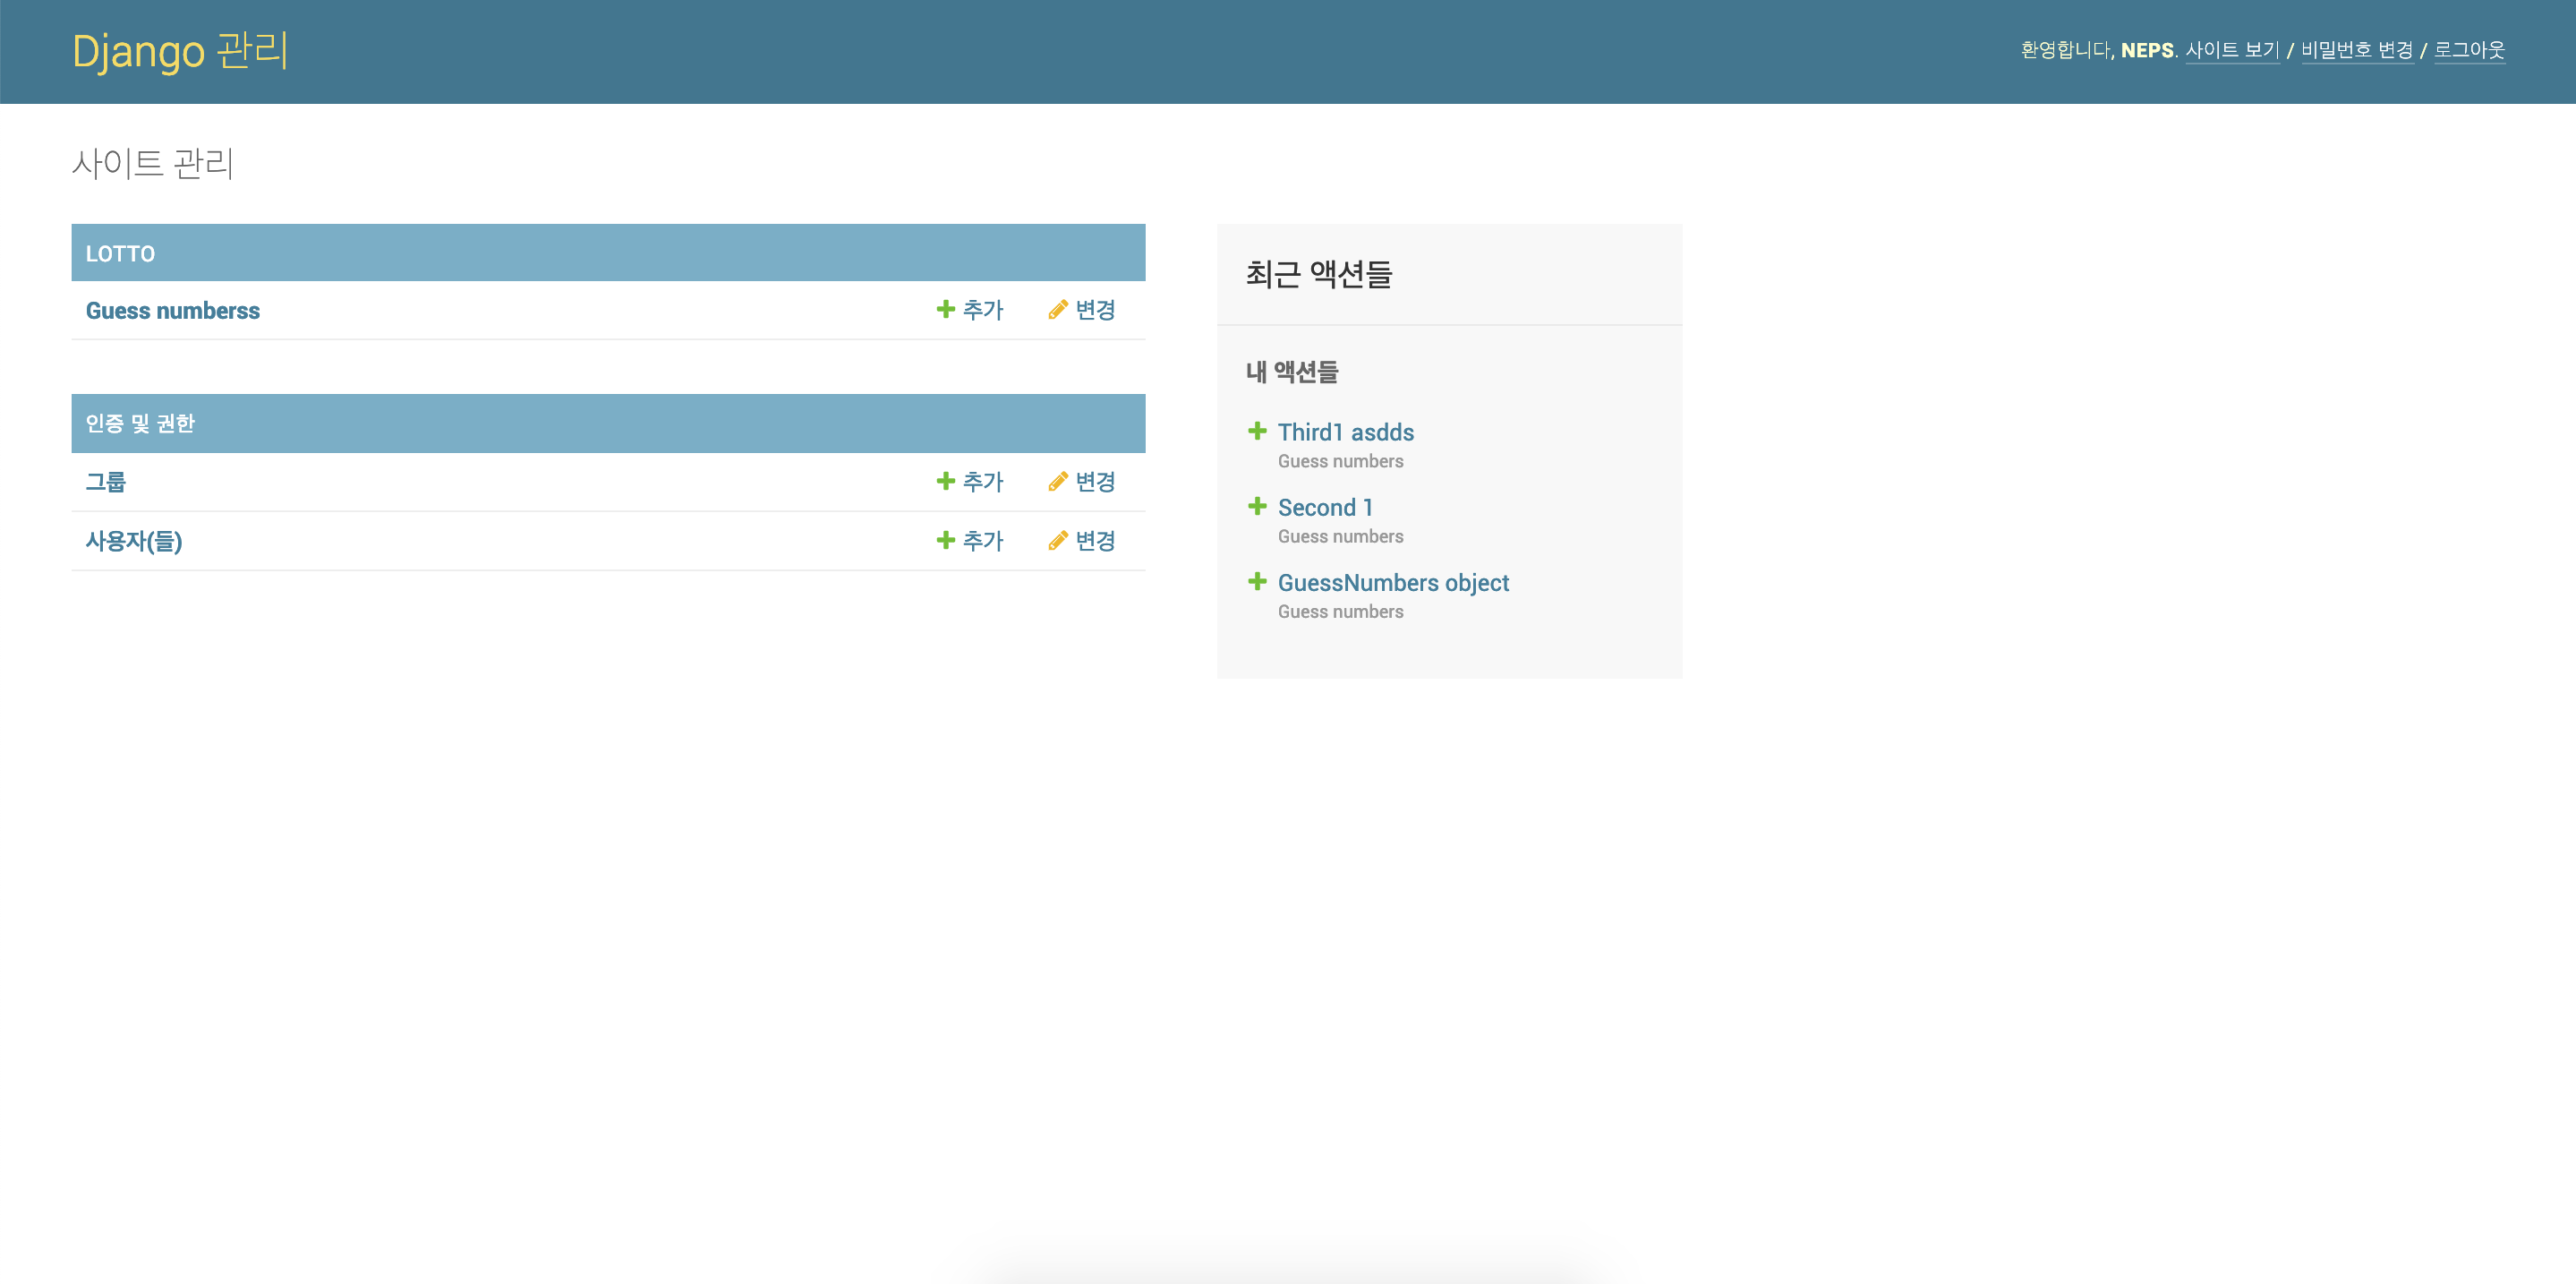 Django 관리
환영합니다, NEPS. 사이트 보기 / 비밀번호 변경 / 로그아웃
사이트 관리
LOTTO
Guess numberss 추가 변경
인증 및 권한
그룹 추가 변경
사용자(들) 추가 변경
최근 액션들
내 액션들
Third1 asdds
Guess numbers
Second 1
Guess numbers
GuessNumbers object
Guess numbers